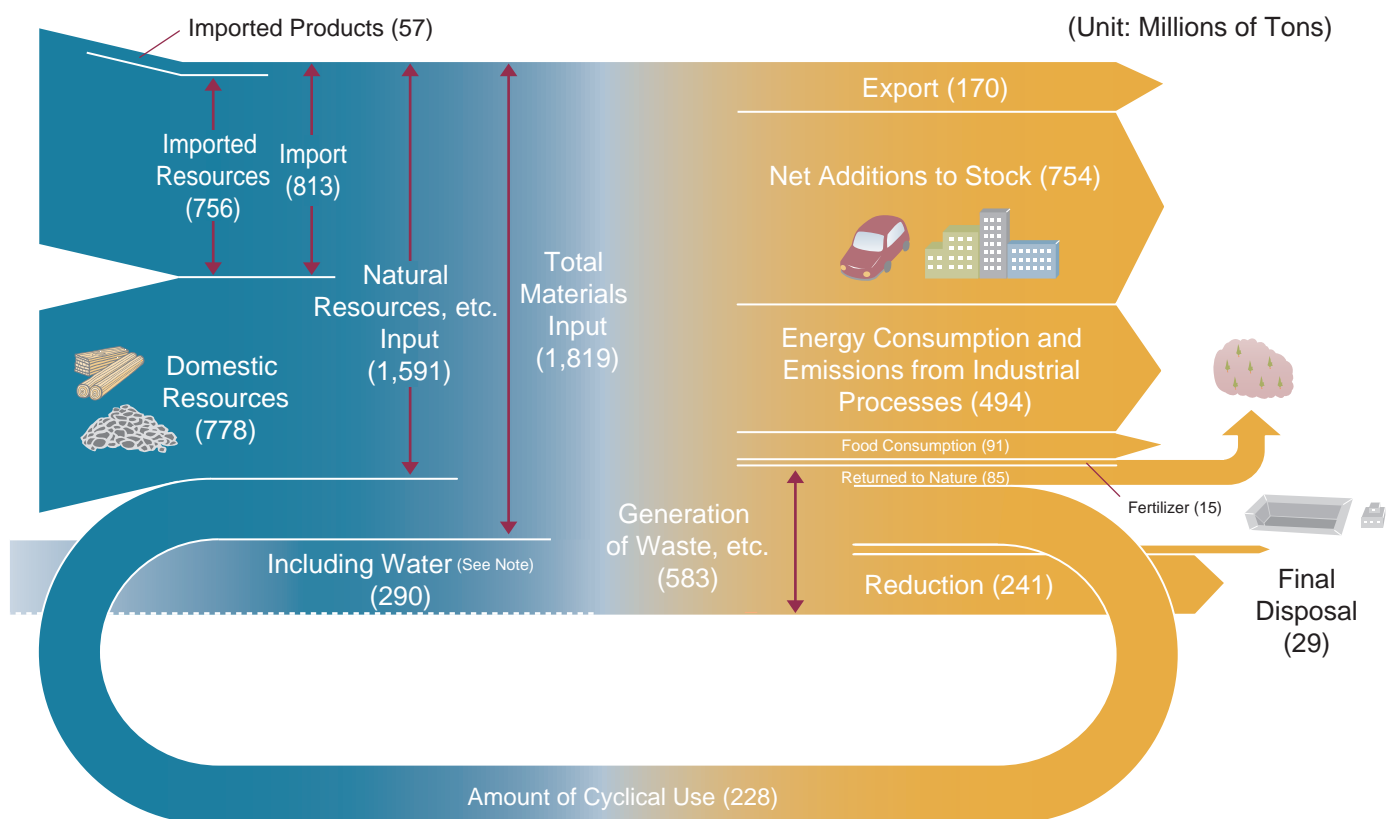 Imported Products (57)
(Unit: Millions of Tons)
Export (170)
Imported
Resources
(756)
Import
(813)
Net Additions to Stock (754)
Natural
Resources, etc.
Input
(1,591)
Total
Materials
Input
(1,819)
Domestic
Resources
(778)
Energy Consumption and
Emissions from Industrial
Processes (494)
Food Consumption (91)
Returned to Nature (85)
Fertilizer (15)
Generation
of Waste, etc.
(583)
Including Water (See Note)
(290)
Reduction (241)
Final
Disposal
(29)
Amount of Cyclical Use (228)